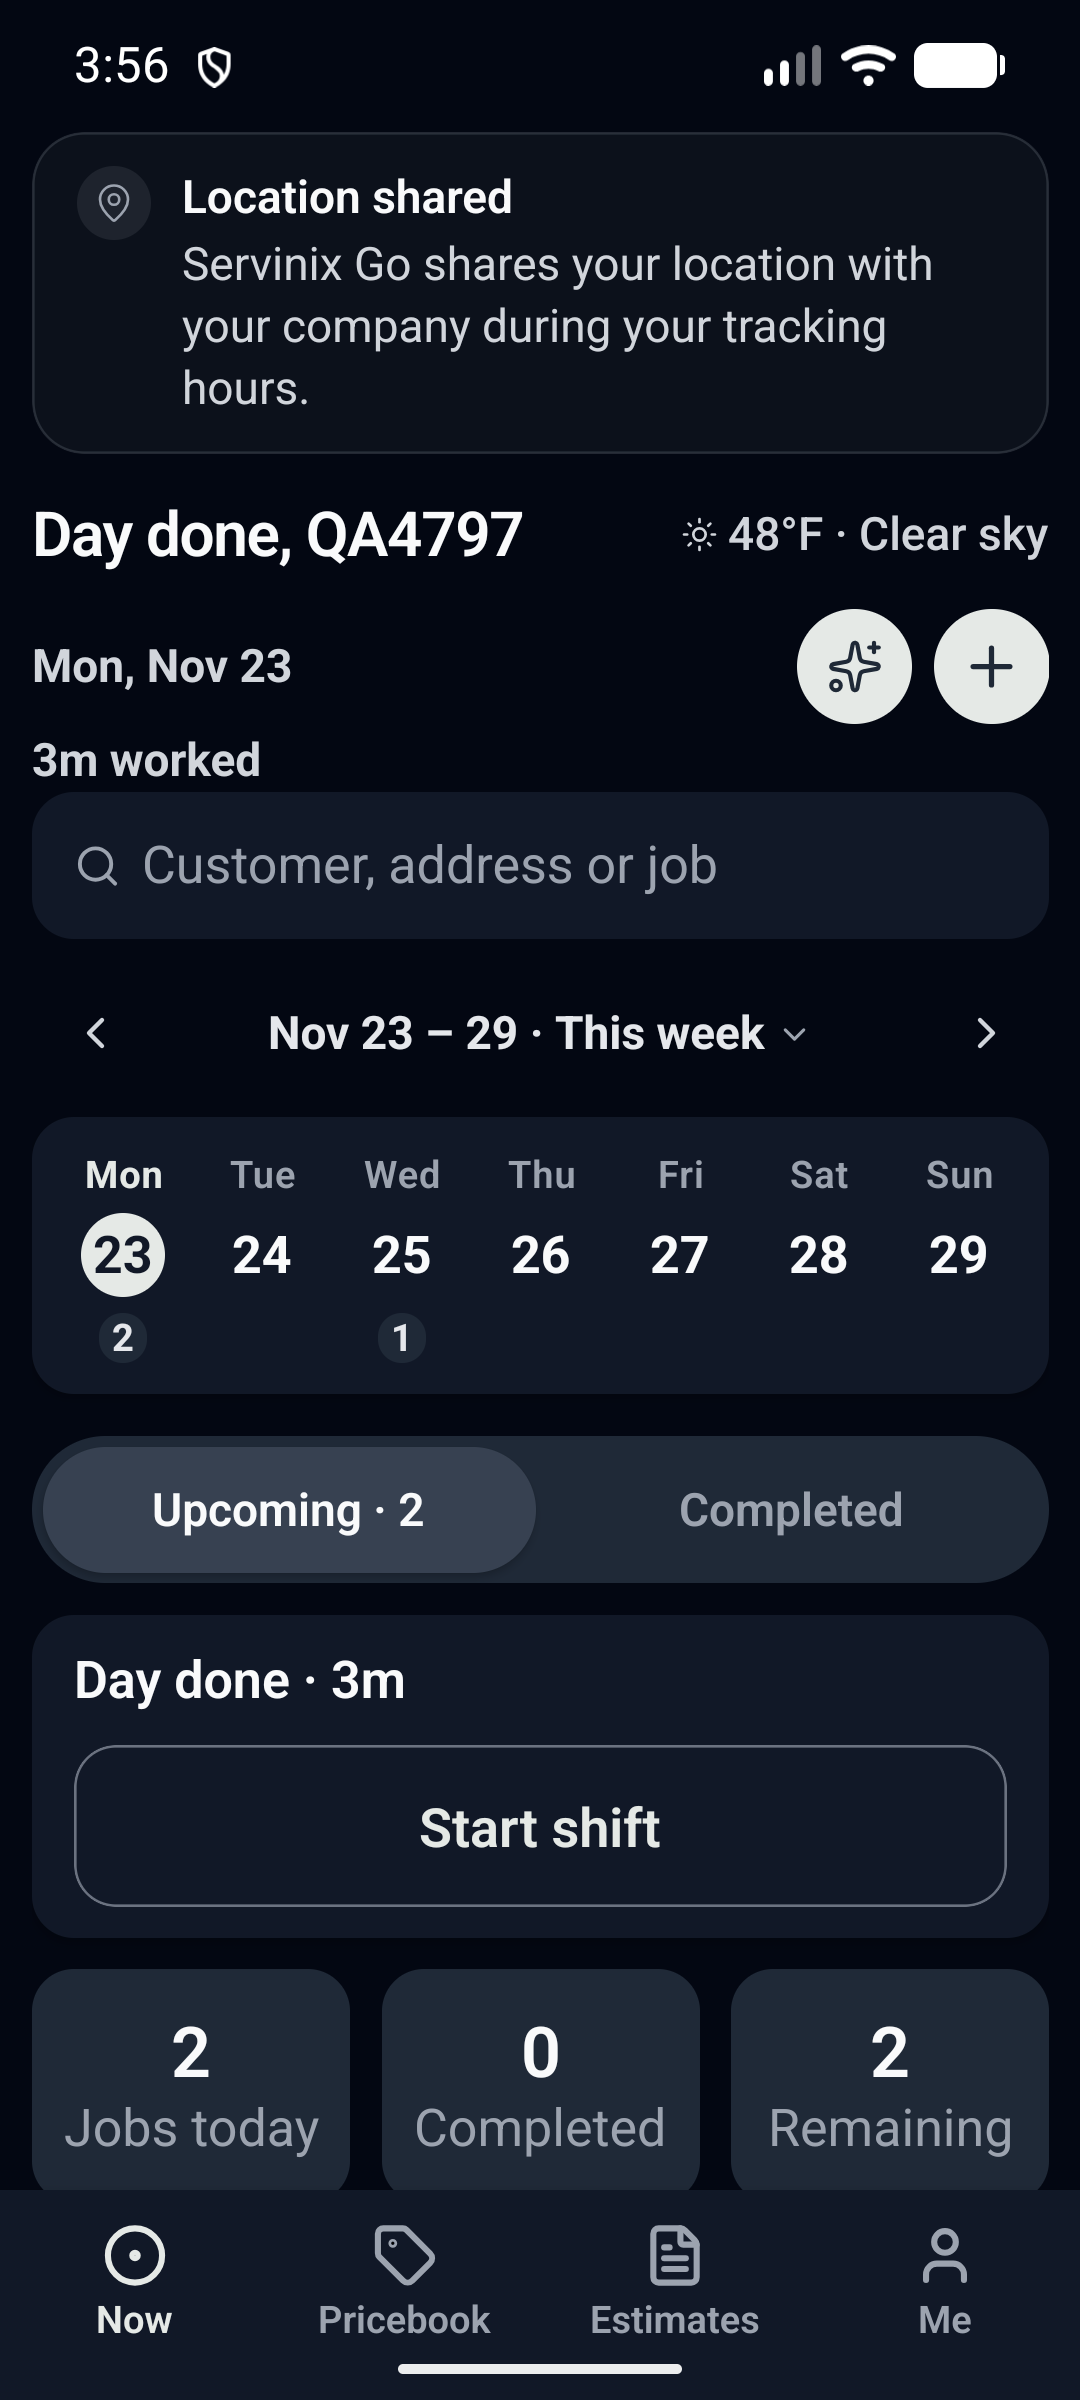 3:56
Location shared
Servinix Go shares your location with
your company during your tracking
hours.
Day done, QA4797
48°F · Clear sky
Mon, Nov 23
3m worked
Customer, address or job
Nov 23 – 29 · This week
Mon Tue Wed Thu Fri Sat Sun
23 24 25 26 27 28 29
2 1
Upcoming · 2 Completed
Day done · 3m
Start shift
2 0 2
Jobs today Completed Remaining
Now Pricebook Estimates Me